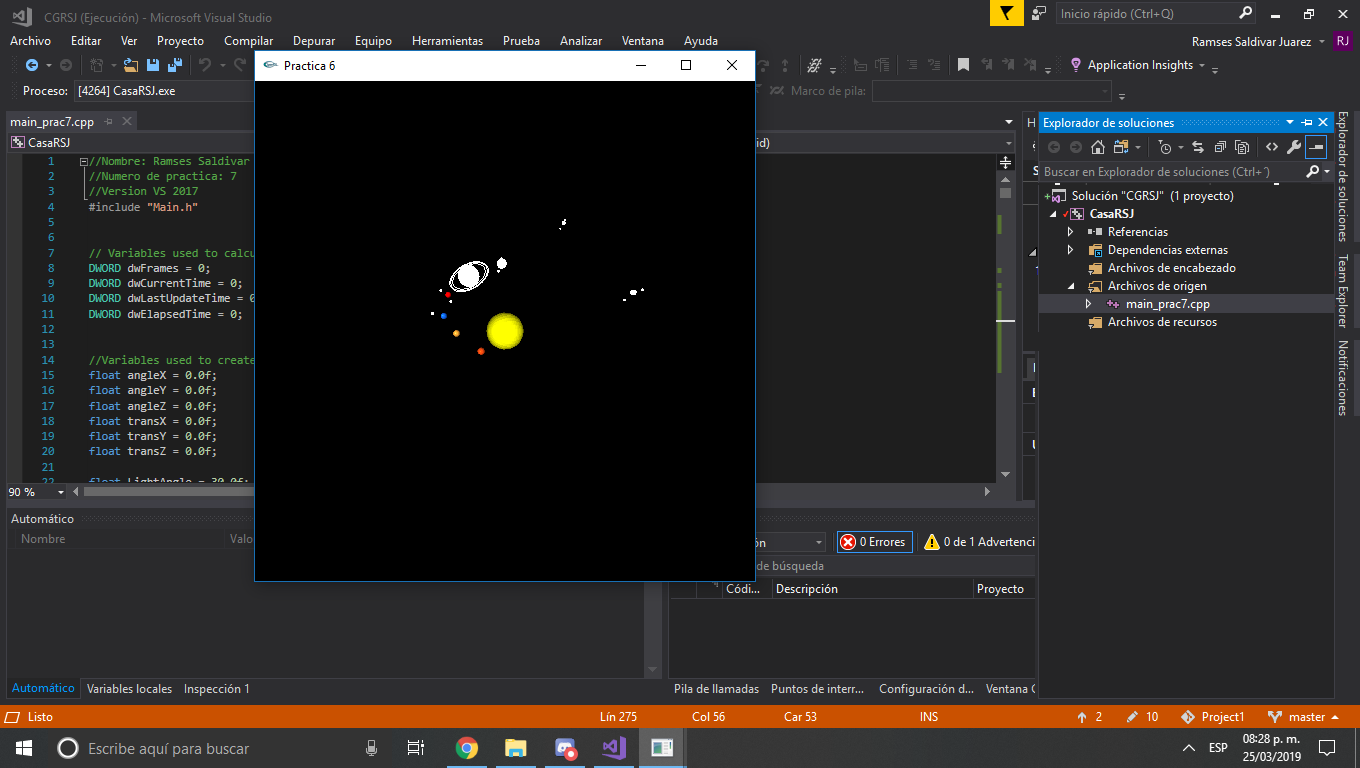 CGRSJ (Ejecución) - Microsoft Visual Studio
Inicio rápido (Ctrl+Q)
Archivo Editar Ver Proyecto Compilar Depurar Equipo Herramientas Prueba Analizar Ventana Ayuda
Ramses Saldivar Juarez RJ
Application Insights
Proceso: [4264] CasaRSJ.exe
Marco de pila:
Practica 6
main_prac7.cpp
CasaRSJ
id)
1 //Nombre: Ramses Saldivar
2 //Numero de practica: 7
3 //Version VS 2017
4 #include "Main.h"
5
6
7 // Variables used to calcu
8 DWORD dwFrames = 0;
9 DWORD dwCurrentTime = 0;
10 DWORD dwLastUpdateTime = 0
11 DWORD dwElapsedTime = 0;
12
13
14 //Variables used to create
15 float angleX = 0.0f;
16 float angleY = 0.0f;
17 float angleZ = 0.0f;
18 float transX = 0.0f;
19 float transY = 0.0f;
20 float transZ = 0.0f;
21
22 float LightAngle = 30.0f;
90 %
Explorador de soluciones
Buscar en Explorador de soluciones (Ctrl+´)
Solución "CGRSJ" (1 proyecto)
CasaRSJ
Referencias
Dependencias externas
Archivos de encabezado
Archivos de origen
main_prac7.cpp
Archivos de recursos
Explorador de soluciones
Team Explorer
Notificaciones
Automático
Nombre Valo
Automático Variables locales Inspección 1
ón
0 Errores
0 de 1 Advertenci
de búsqueda
Códi... Descripción Proyecto
Pila de llamadas Puntos de interr... Configuración d... Ventana C
Listo Lín 275 Col 56 Car 53 INS 2 10 Project1 master
Escribe aquí para buscar
ESP
08:28 p. m.
25/03/2019